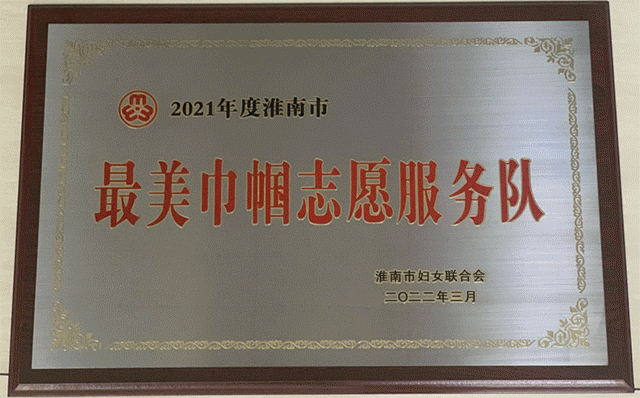 2021年度淮南市
最美巾帼志愿服务队
淮南市妇女联合会
二〇二二年三月